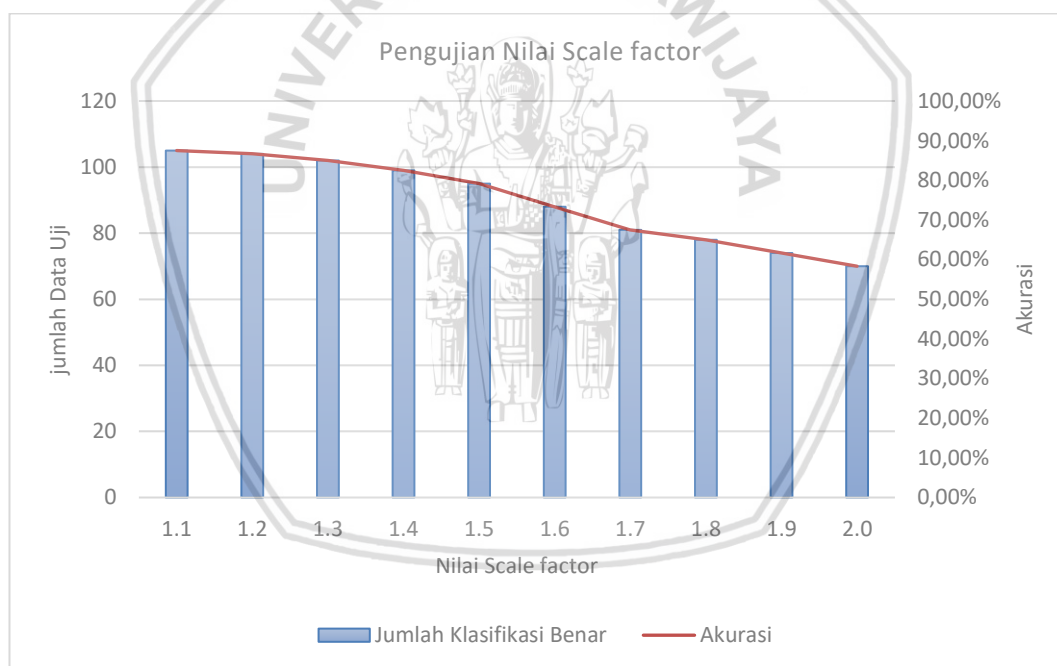 UNIVER AWIJAYA
Pengujian Nilai Scale factor
120
100
80
60
40
20
0
jumlah Data Uji
100,00%
90,00%
80,00%
70,00%
60,00%
50,00%
40,00%
30,00%
20,00%
10,00%
0,00%
Akurasi
1.1 1.2 1.3 1.4 1.5 1.6 1.7 1.8 1.9 2.0
Nilai Scale factor
Jumlah Klasifikasi Benar Akurasi